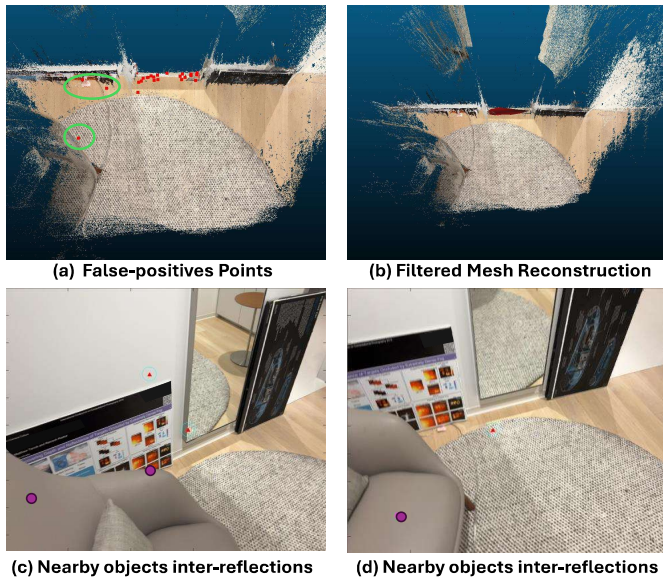 (a) False-positives Points
(b) Filtered Mesh Reconstruction
(c) Nearby objects inter-reflections
(d) Nearby objects inter-reflections